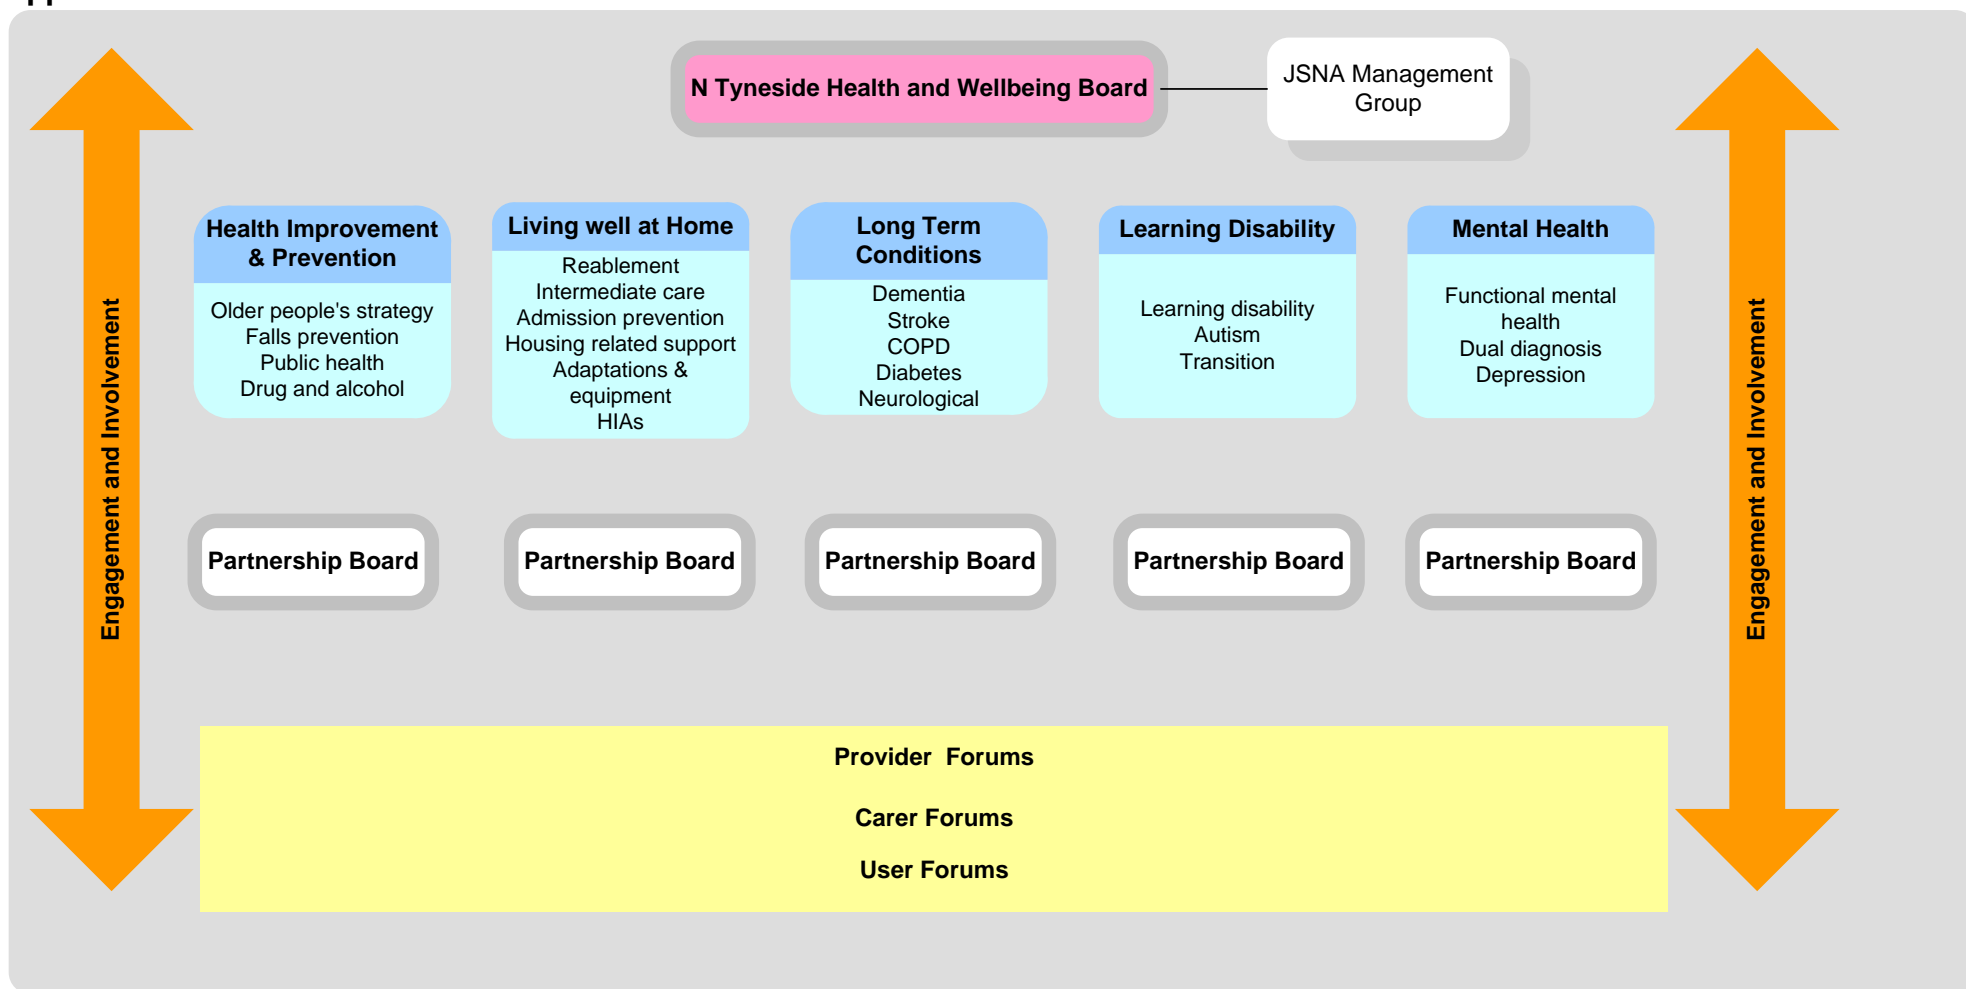 N Tyneside Health and Wellbeing Board
JSNA Management
Group
Health Improvement
& Prevention
Older people's strategy
Falls prevention
Public health
Drug and alcohol
Living well at Home
Reablement
Intermediate care
Admission prevention
Housing related support
Adaptations &
equipment
HIAs
Long Term
Conditions
Dementia
Stroke
COPD
Diabetes
Neurological
Learning Disability
Learning disability
Autism
Transition
Mental Health
Functional mental
health
Dual diagnosis
Depression
Engagement and Involvement
Engagement and Involvement
Partnership Board
Partnership Board
Partnership Board
Partnership Board
Partnership Board
Provider  Forums
Carer Forums
User Forums